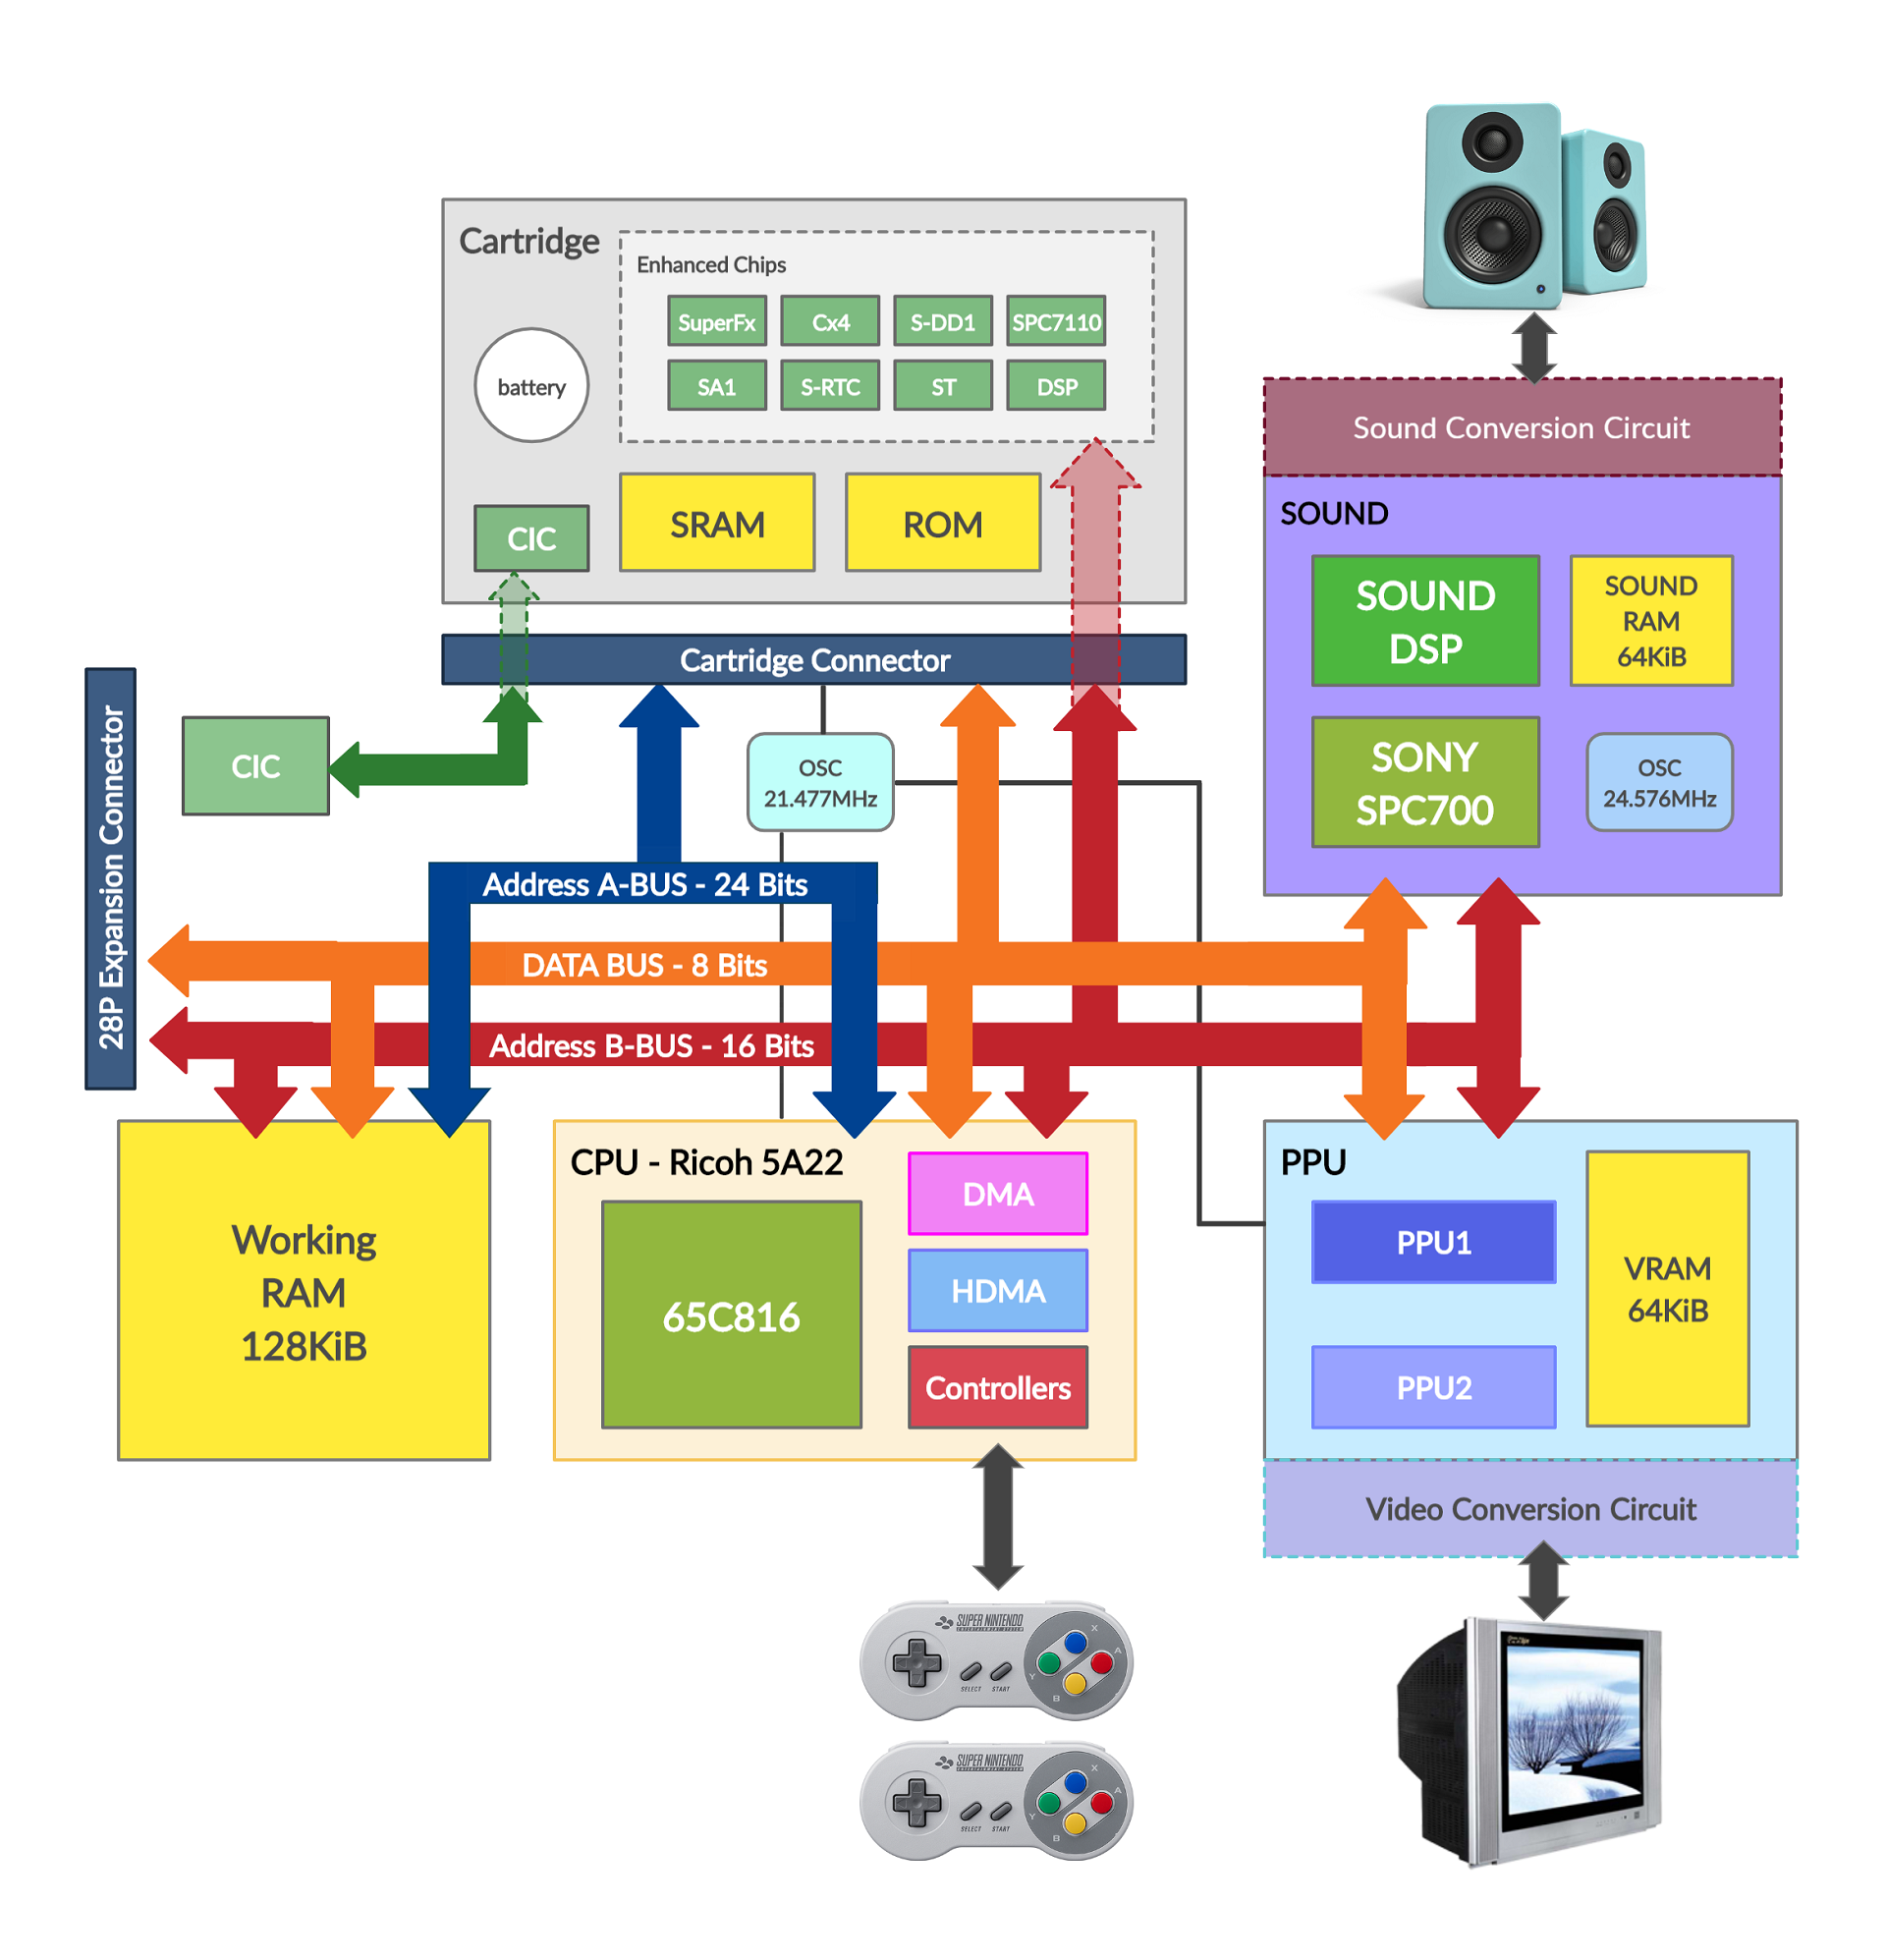 Cartridge
Enhanced Chips
SuperFx
Cx4
S-DD1
SPC7110
SA1
S-RTC
ST
DSP
battery
CIC
SRAM
ROM
Cartridge Connector
Sound Conversion Circuit
SOUND
SOUND
DSP
SOUND
RAM
64KiB
SONY
SPC700
OSC
24.576MHz
28P Expansion Connector
CIC
OSC
21.477MHz
Address A-BUS - 24 Bits
DATA BUS - 8 Bits
Address B-BUS - 16 Bits
Working
RAM
128KiB
CPU - Ricoh 5A22
65C816
DMA
HDMA
Controllers
PPU
PPU1
PPU2
VRAM
64KiB
Video Conversion Circuit
SUPER NINTENDO
ENTERTAINMENT SYSTEM
X
A
Y
B
SELECT
START
SUPER NINTENDO
ENTERTAINMENT SYSTEM
X
A
Y
B
SELECT
START